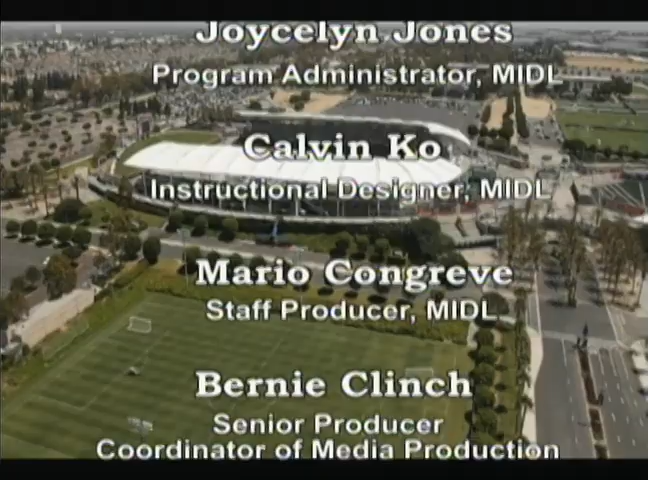 Joycelyn Jones
Program Administrator, MIDL
Calvin Ko
Instructional Designer, MIDL
Mario Congreve
Staff Producer, MIDL
Bernie Clinch
Senior Producer
Coordinator of Media Production